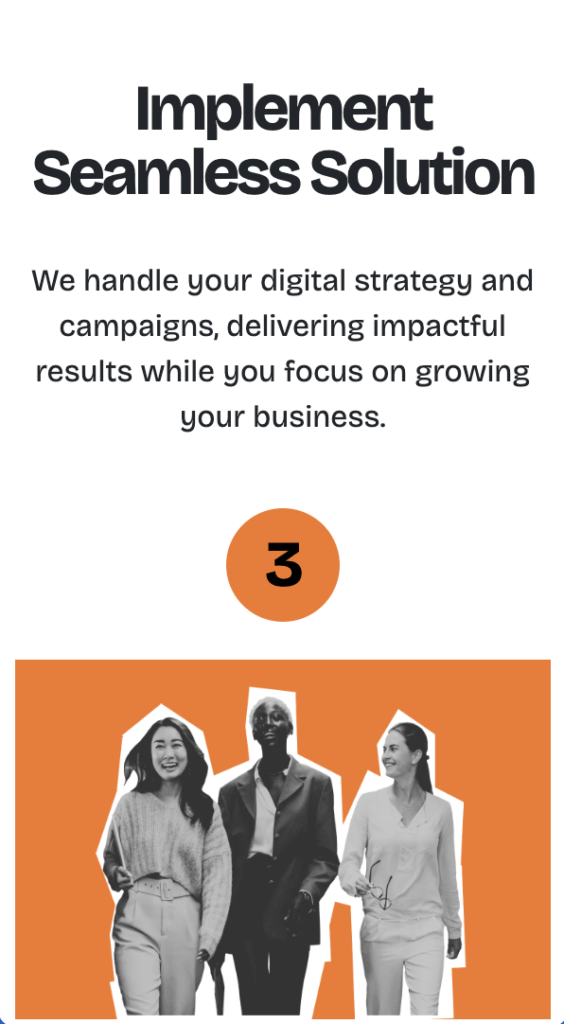 Implement
Seamless Solution
We handle your digital strategy and
campaigns, delivering impactful
results while you focus on growing
your business.
3